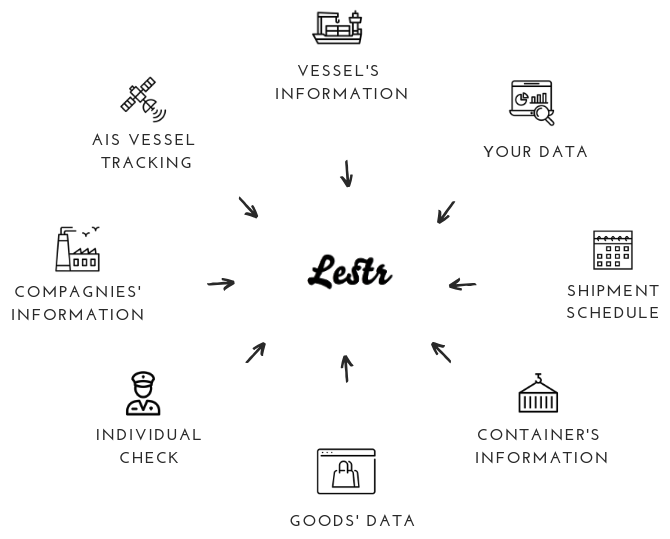 VESSEL'S
INFORMATION
AIS VESSEL
TRACKING
YOUR DATA
Lestr
COMPAGNIES'
INFORMATION
SHIPMENT
SCHEDULE
INDIVIDUAL
CHECK
CONTAINER'S
INFORMATION
GOODS' DATA